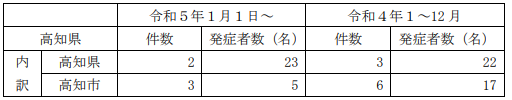 令和５年１月１日～ 令和４年１～12月
高知県 件数 発症者数（名） 件数 発症者数（名）
内訳 高知県 2 23 3 22
高知市 3 5 6 17